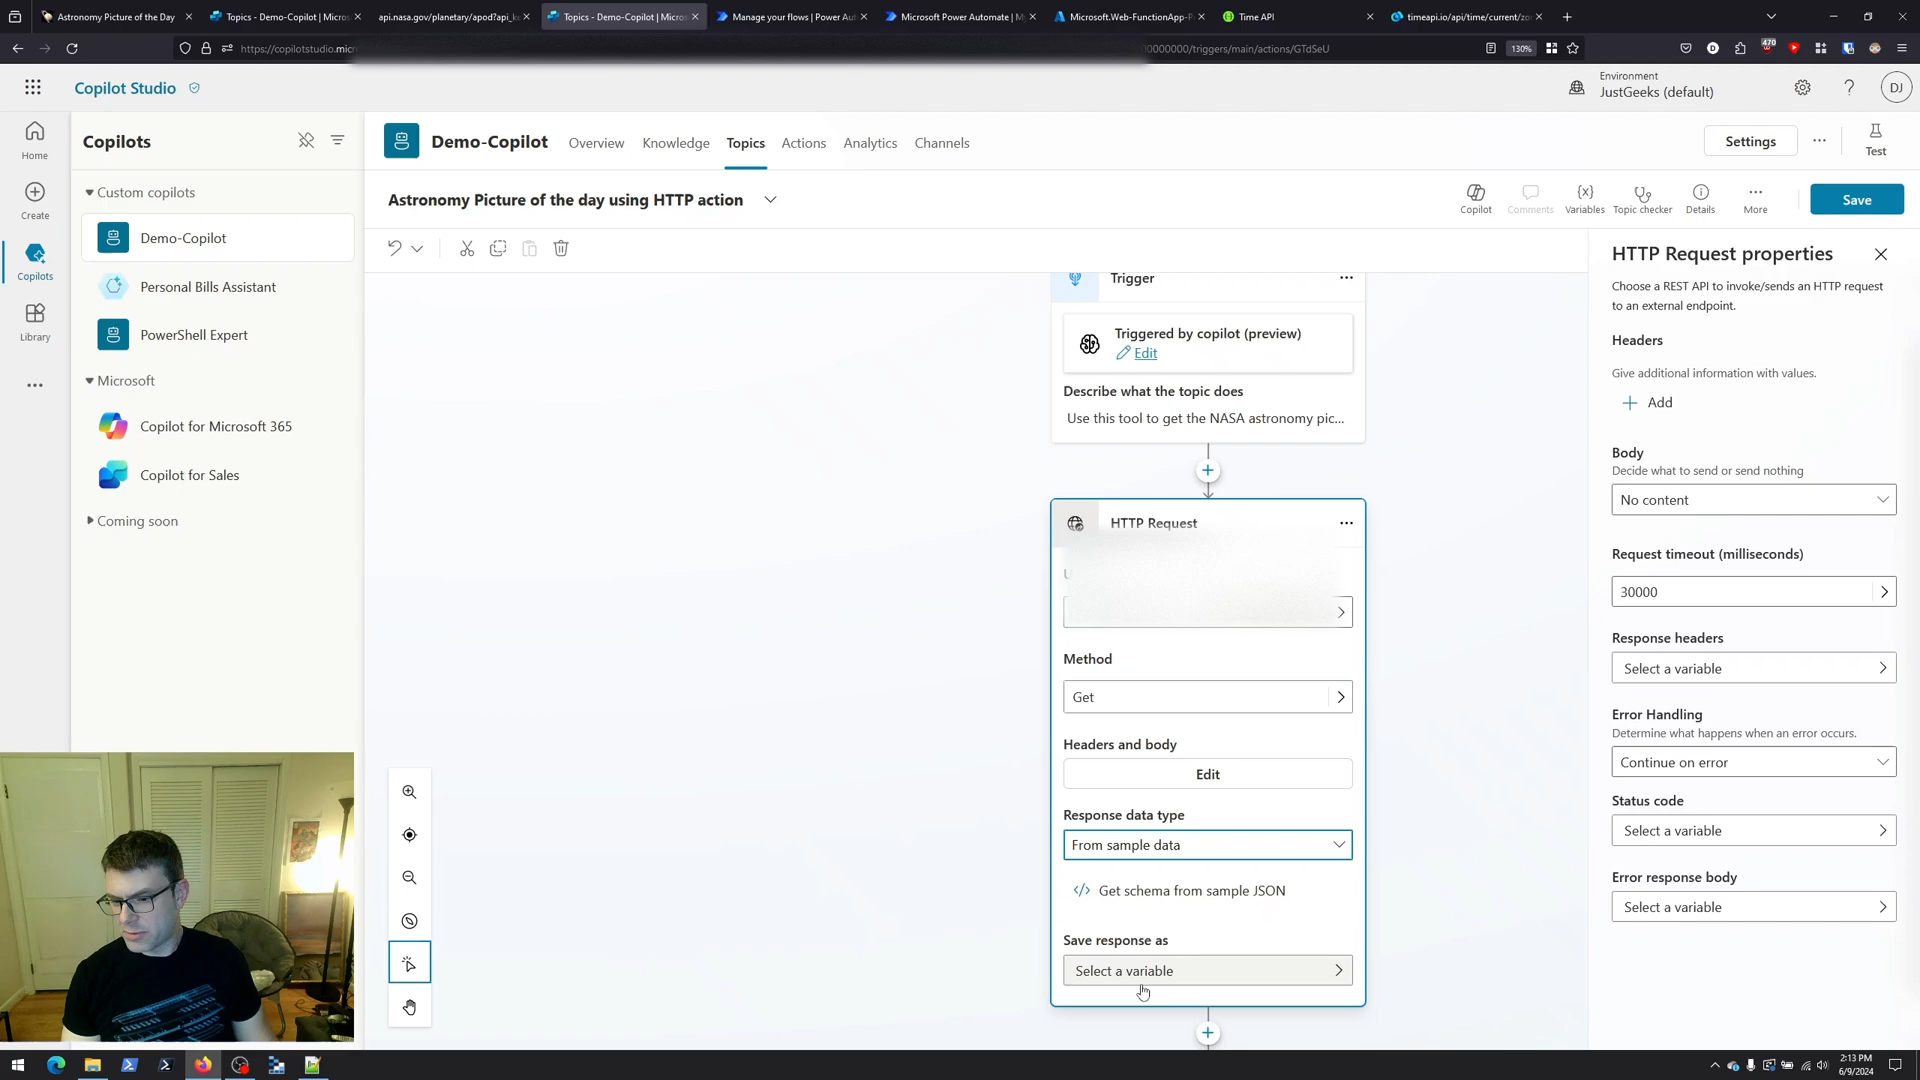 Astronomy Picture of the Day
Topics - Demo-Copilot | Micros
api.nasa.gov/planetary/apod?api_ke
Topics - Demo-Copilot | Micros
Manage your flows | Power Aut
Microsoft Power Automate | My
Microsoft.Web-FunctionApp-Po
Time API
timeapi.io/api/time/current/zo
https://copilotstudio.micr
0000000/triggers/main/actions/GTdSeU
130%
470
Copilot Studio
Environment
JustGeeks (default)
DJ
Home
Create
Copilots
Library
Copilots
Custom copilots
Demo-Copilot
Personal Bills Assistant
PowerShell Expert
Microsoft
Copilot for Microsoft 365
Copilot for Sales
Coming soon
Demo-Copilot
Overview
Knowledge
Topics
Actions
Analytics
Channels
Settings
Test
Astronomy Picture of the day using HTTP action
Copilot
Comments
Variables
Topic checker
Details
More
Save
Trigger
Triggered by copilot (preview)
Edit
Describe what the topic does
Use this tool to get the NASA astronomy pic...
HTTP Request
Method
Get
Headers and body
Edit
Response data type
From sample data
</> Get schema from sample JSON
Save response as
Select a variable
HTTP Request properties
Choose a REST API to invoke/sends an HTTP request
to an external endpoint.
Headers
Give additional information with values.
Add
Body
Decide what to send or send nothing
No content
Request timeout (milliseconds)
30000
Response headers
Select a variable
Error Handling
Determine what happens when an error occurs.
Continue on error
Status code
Select a variable
Error response body
Select a variable
2:13 PM
6/9/2024